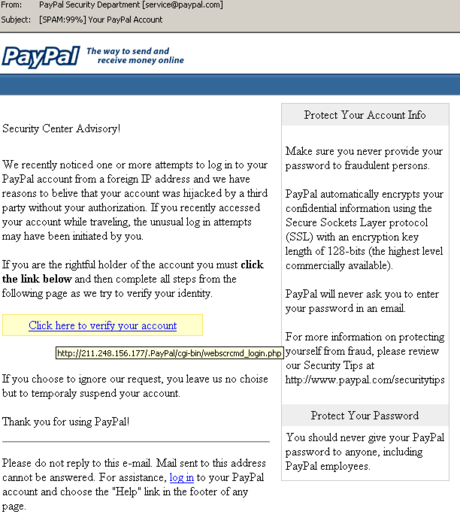 From: PayPal Security Department [service@paypal.com]
Subject: [SPAM:99%] Your PayPal Account
PayPal
The way to send and
receive money online
Security Center Advisory!
We recently noticed one or more attempts to log in to your
PayPal account from a foreign IP address and we have
reasons to belive that your account was hijacked by a third
party without your authorization. If you recently accessed
your account while traveling, the unusual log in attempts
may have been initiated by you.
If you are the rightful holder of the account you must click
the link below and then complete all steps from the
following page as we try to verify your identity.
Click here to verify your account
http://211.248.156.177/.PayPal/cgi-bin/webscrcmd_login.php
If you choose to ignore our request, you leave us no choise
but to temporaly suspend your account.
Thank you for using PayPal!
Please do not reply to this e-mail. Mail sent to this address
cannot be answered. For assistance, log in to your PayPal
account and choose the "Help" link in the footer of any
page.
Protect Your Account Info
Make sure you never provide your
password to fraudulent persons.
PayPal automatically encrypts your
confidential information using the
Secure Sockets Layer protocol
(SSL) with an encryption key
length of 128-bits (the highest level
commercially available).
PayPal will never ask you to enter
your password in an email.
For more information on protecting
yourself from fraud, please review
our Security Tips at
http://www.paypal.com/securitytips
Protect Your Password
You should never give your PayPal
password to anyone, including
PayPal employees.